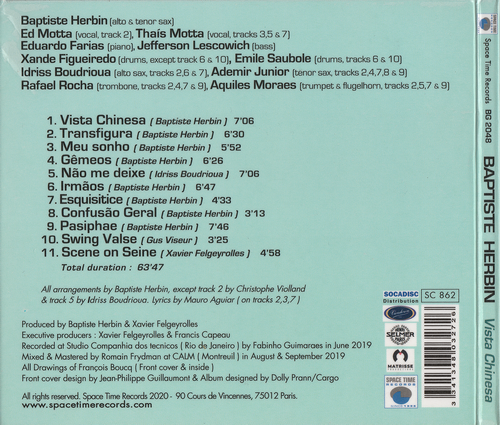 Baptiste Herbin (alto & tenor sax)
Ed Motta (vocal, track 2), Thaís Motta (vocal, tracks 3,5 & 7)
Eduardo Farias (piano), Jefferson Lescowich (bass)
Xande Figueiredo (drums, except track 6 & 10), Emile Saubole (drums, tracks 6 & 10)
Idriss Boudrioua (alto sax, tracks 2,6 & 7), Ademir Junior (tenor sax, tracks 2,4,7,8 & 9)
Rafael Rocha (trombone, tracks 2,4,7 & 9), Aquiles Moraes (trumpet & flugelhorn, tracks 2,5,7 & 9)
1. Vista Chinesa ( Baptiste Herbin ) 7'06
2. Transfigura ( Baptiste Herbin ) 6'30
3. Meu sonho ( Baptiste Herbin ) 5'52
4. Gêmeos ( Baptiste Herbin ) 6'26
5. Não me deixe ( Idriss Boudrioua ) 7'06
6. Irmãos ( Baptiste Herbin ) 6'47
7. Esquisitice ( Baptiste Herbin ) 4'33
8. Confusão Geral ( Baptiste Herbin ) 3'13
9. Pasiphae ( Baptiste Herbin ) 7'46
10. Swing Valse ( Gus Viseur ) 3'25
11. Scene on Seine ( Xavier Felgeyrolles ) 4'58
Total duration : 63'47
All arrangements by Baptiste Herbin, except track 2 by Christophe Violland
& track 5 by Idriss Boudrioua. Lyrics by Mauro Aguiar ( on tracks 2,3,7 )
Produced by Baptiste Herbin & Xavier Felgeyrolles
Executive producers : Xavier Felgeyrolles & Francis Capeau
Recorded at Studio Companhia dos tecnicos ( Rio de Janeiro ) by Fabinho Guimaraes in June 2019
Mixed & Mastered by Romain Frydman at CALM ( Montreuil ) in August & September 2019
All Drawings of François Boucq ( Front cover & inside )
Front cover design by Jean-Philippe Guillaumont & Album designed by Dolly Prann/Cargo
All rights reserved. Space Time Records 2020 - 90 Cours de Vincennes, 75012 Paris.
www.spacetimerecords.com
SOCADISC
Distribution
SC 862
HENRI
SELMER
PARIS
MATRISSE
SPACE TIME
RECORDS
3 341348 603278
Space Time Records BG 2048 BAPTISTE HERBIN Vista Chinesa